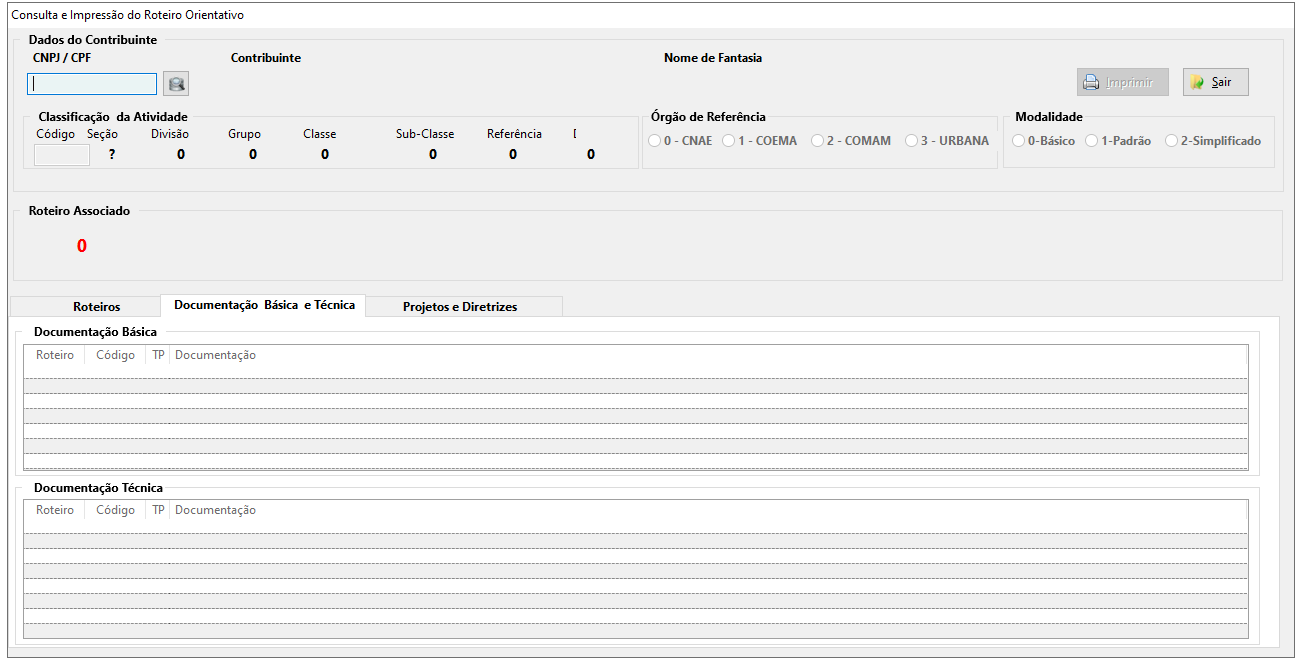 Consulta e Impressão do Roteiro Orientativo
Dados do Contribuinte
CNPJ / CPF Contribuinte Nome de Fantasia
Imprimir Sair
Classificação da Atividade Órgão de Referência Modalidade
Código Seção Divisão Grupo Classe Sub-Classe Referência
0 - CNAE 1 - COEMA 2 - COMAM 3 - URBANA 0-Básico 1-Padrão 2-Simplificado
? 0 0 0 0 0 0
Roteiro Associado
0
Roteiros Documentação Básica e Técnica Projetos e Diretrizes
Documentação Básica
Roteiro Código TP Documentação
Documentação Técnica
Roteiro Código TP Documentação